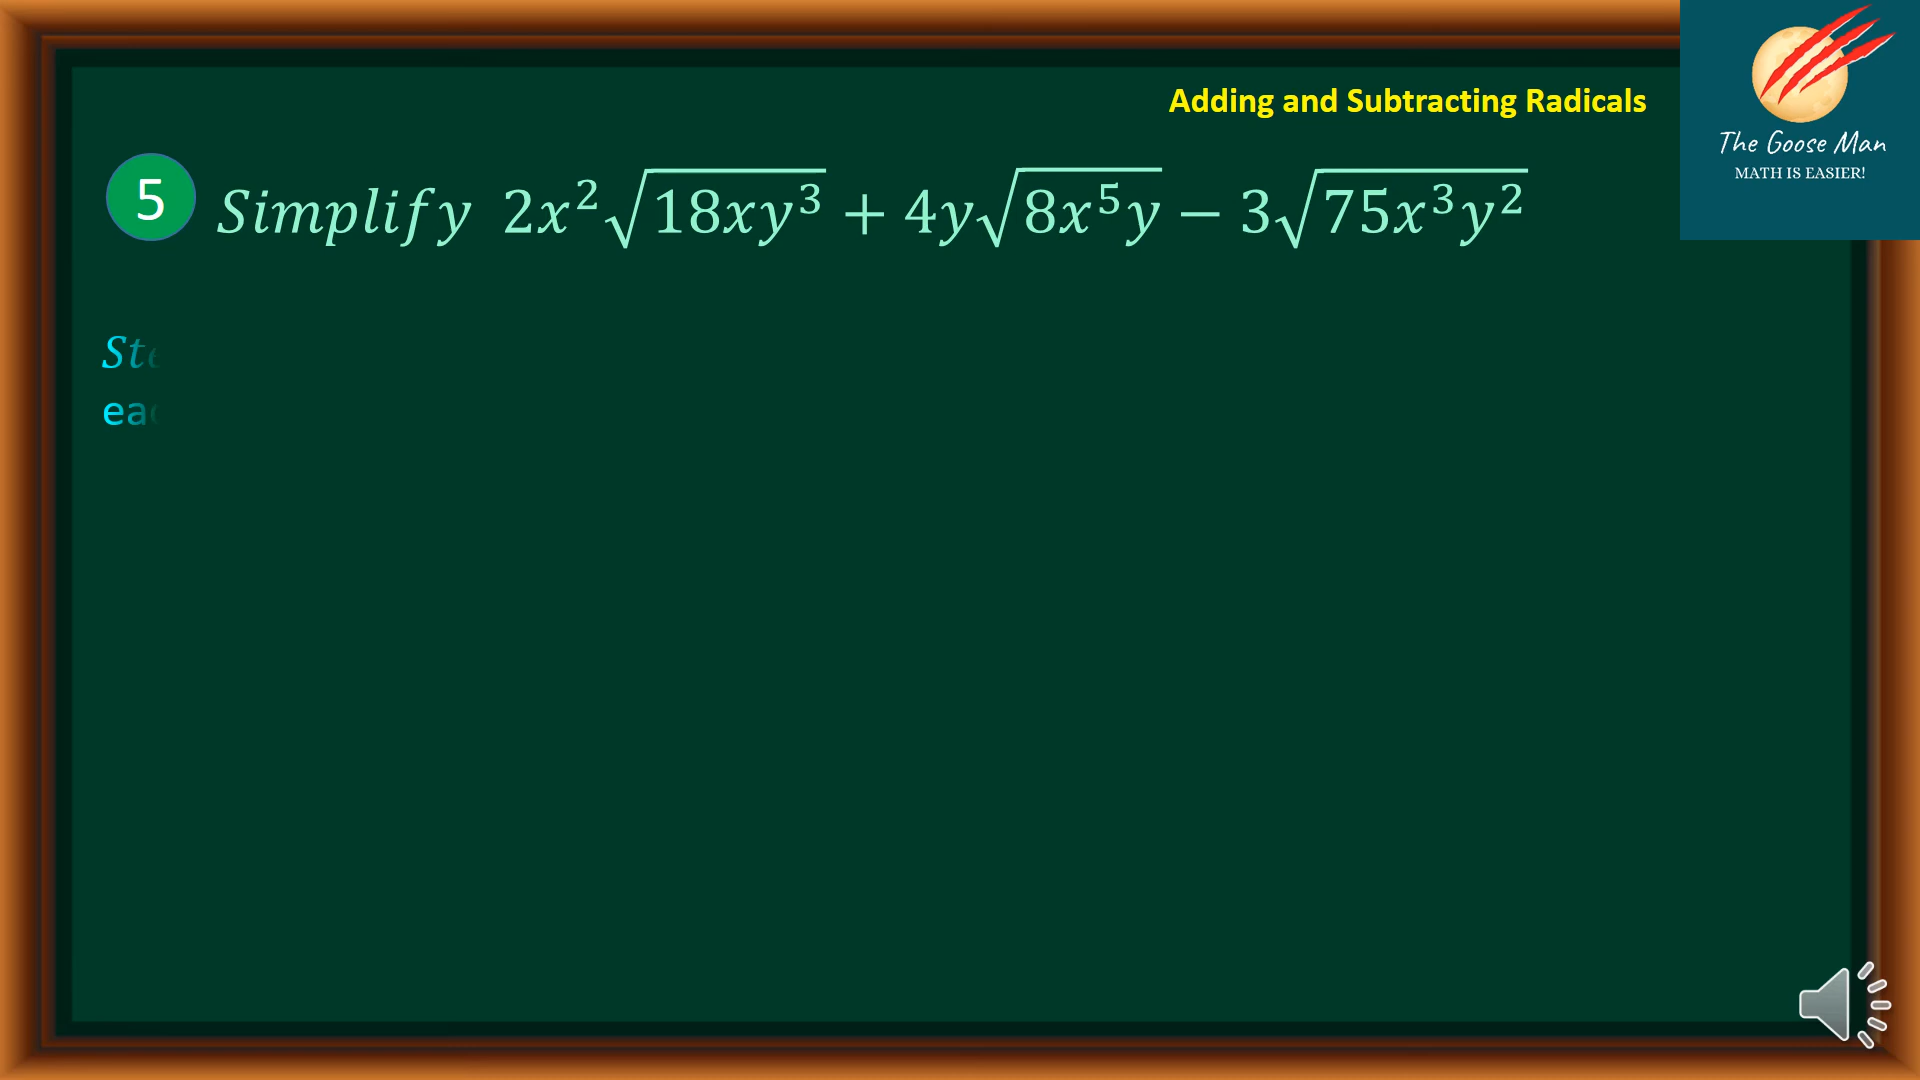 Adding and Subtracting Radicals
The Goose Man
MATH IS EASIER!
5 Simplify 2x²√(18xy³) + 4y√(8x⁵y) − 3√(75x³y²)